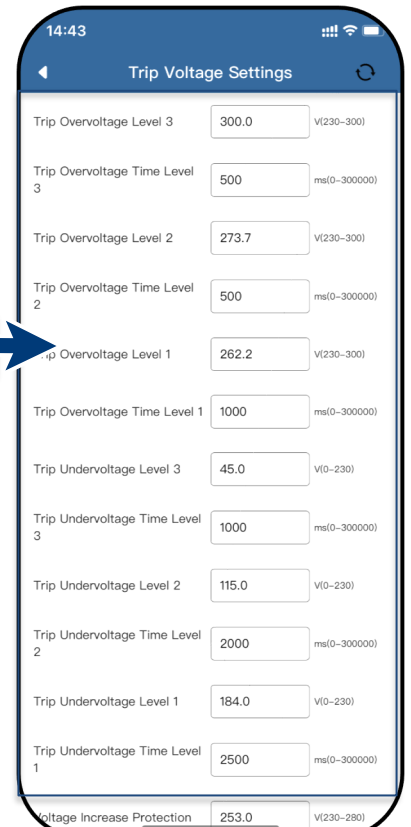 14:43
Trip Voltage Settings
Trip Overvoltage Level 3 300.0 V(230-300)
Trip Overvoltage Time Level
3 500 ms(0-300000)
Trip Overvoltage Level 2 273.7 V(230-300)
Trip Overvoltage Time Level
2 500 ms(0-300000)
Overvoltage Level 1 262.2 V(230-300)
Trip Overvoltage Time Level 1 1000 ms(0-300000)
Trip Undervoltage Level 3 45.0 V(0-230)
Trip Undervoltage Time Level
3 1000 ms(0-300000)
Trip Undervoltage Level 2 115.0 V(0-230)
Trip Undervoltage Time Level
2 2000 ms(0-300000)
Trip Undervoltage Level 1 184.0 V(0-230)
Trip Undervoltage Time Level
1 2500 ms(0-300000)
Voltage Increase Protection 253.0 V(230-280)